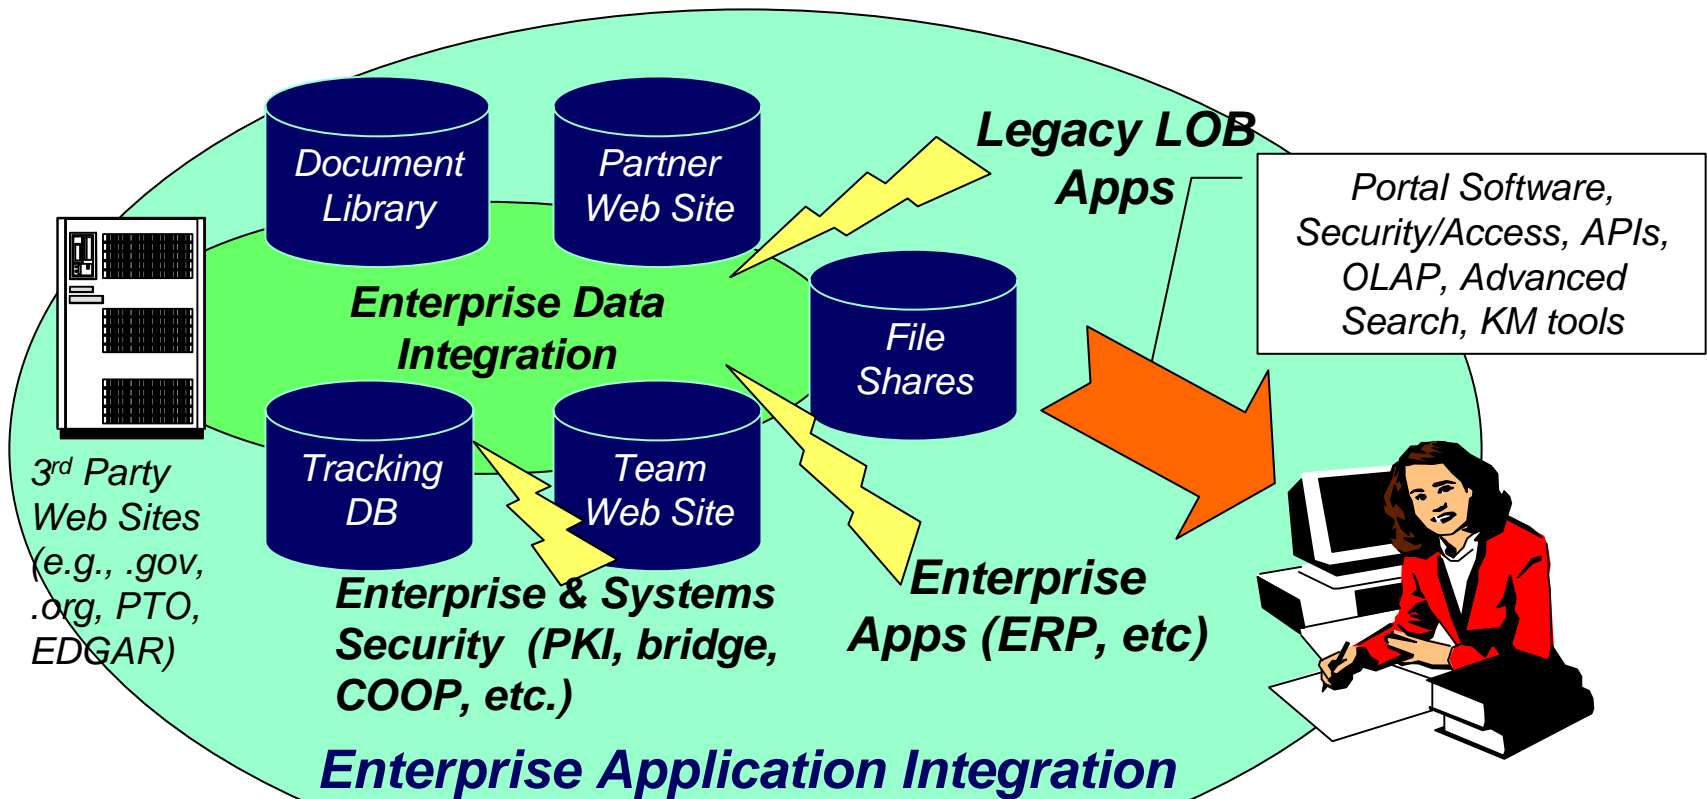 Document
Library
Partner
Web Site
Legacy LOB
Apps
Portal Software,
Security/Access, APIs,
OLAP, Advanced
Search, KM tools
Enterprise Data
Integration
File
Shares
3rd Party
Web Sites
(e.g., .gov,
.org, PTO,
EDGAR)
Tracking
DB
Team
Web Site
Enterprise & Systems
Security (PKI, bridge,
COOP, etc.)
Enterprise
Apps (ERP, etc)
Enterprise Application Integration